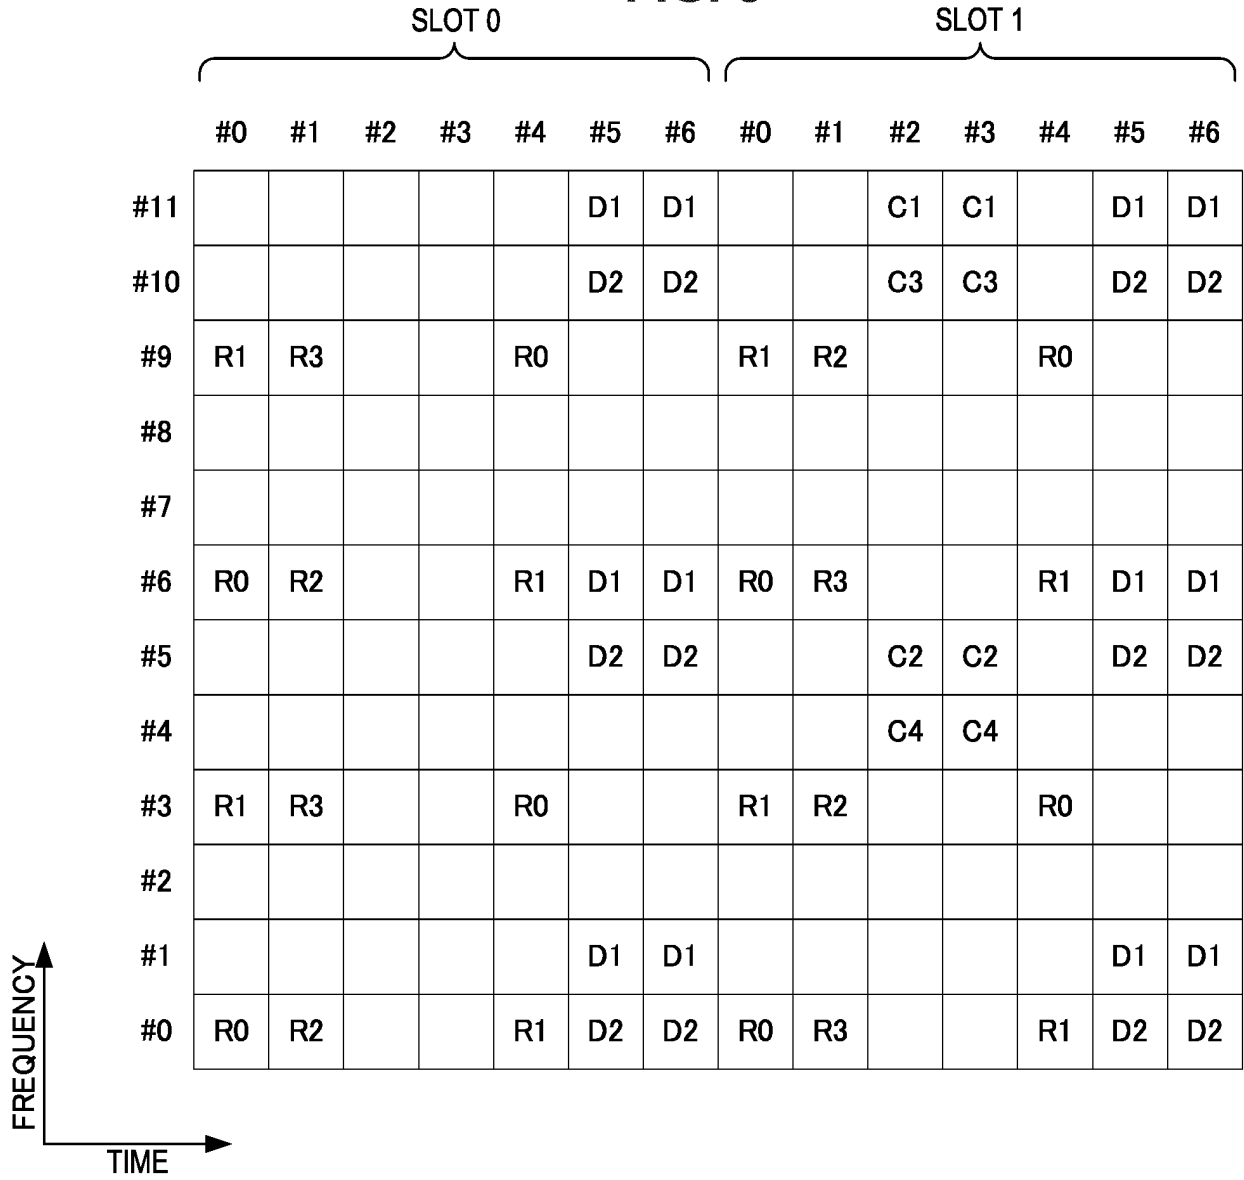 SLOT 0 SLOT 1
#0 #1 #2 #3 #4 #5 #6 #0 #1 #2 #3 #4 #5 #6
#11 D1 D1 C1 C1 D1 D1
#10 D2 D2 C3 C3 D2 D2
#9 R1 R3 R0 R1 R2 R0
#8
#7
#6 R0 R2 R1 D1 D1 R0 R3 R1 D1 D1
#5 D2 D2 C2 C2 D2 D2
#4 C4 C4
#3 R1 R3 R0 R1 R2 R0
#2
#1 D1 D1 D1 D1
#0 R0 R2 R1 D2 D2 R0 R3 R1 D2 D2
FREQUENCY
TIME